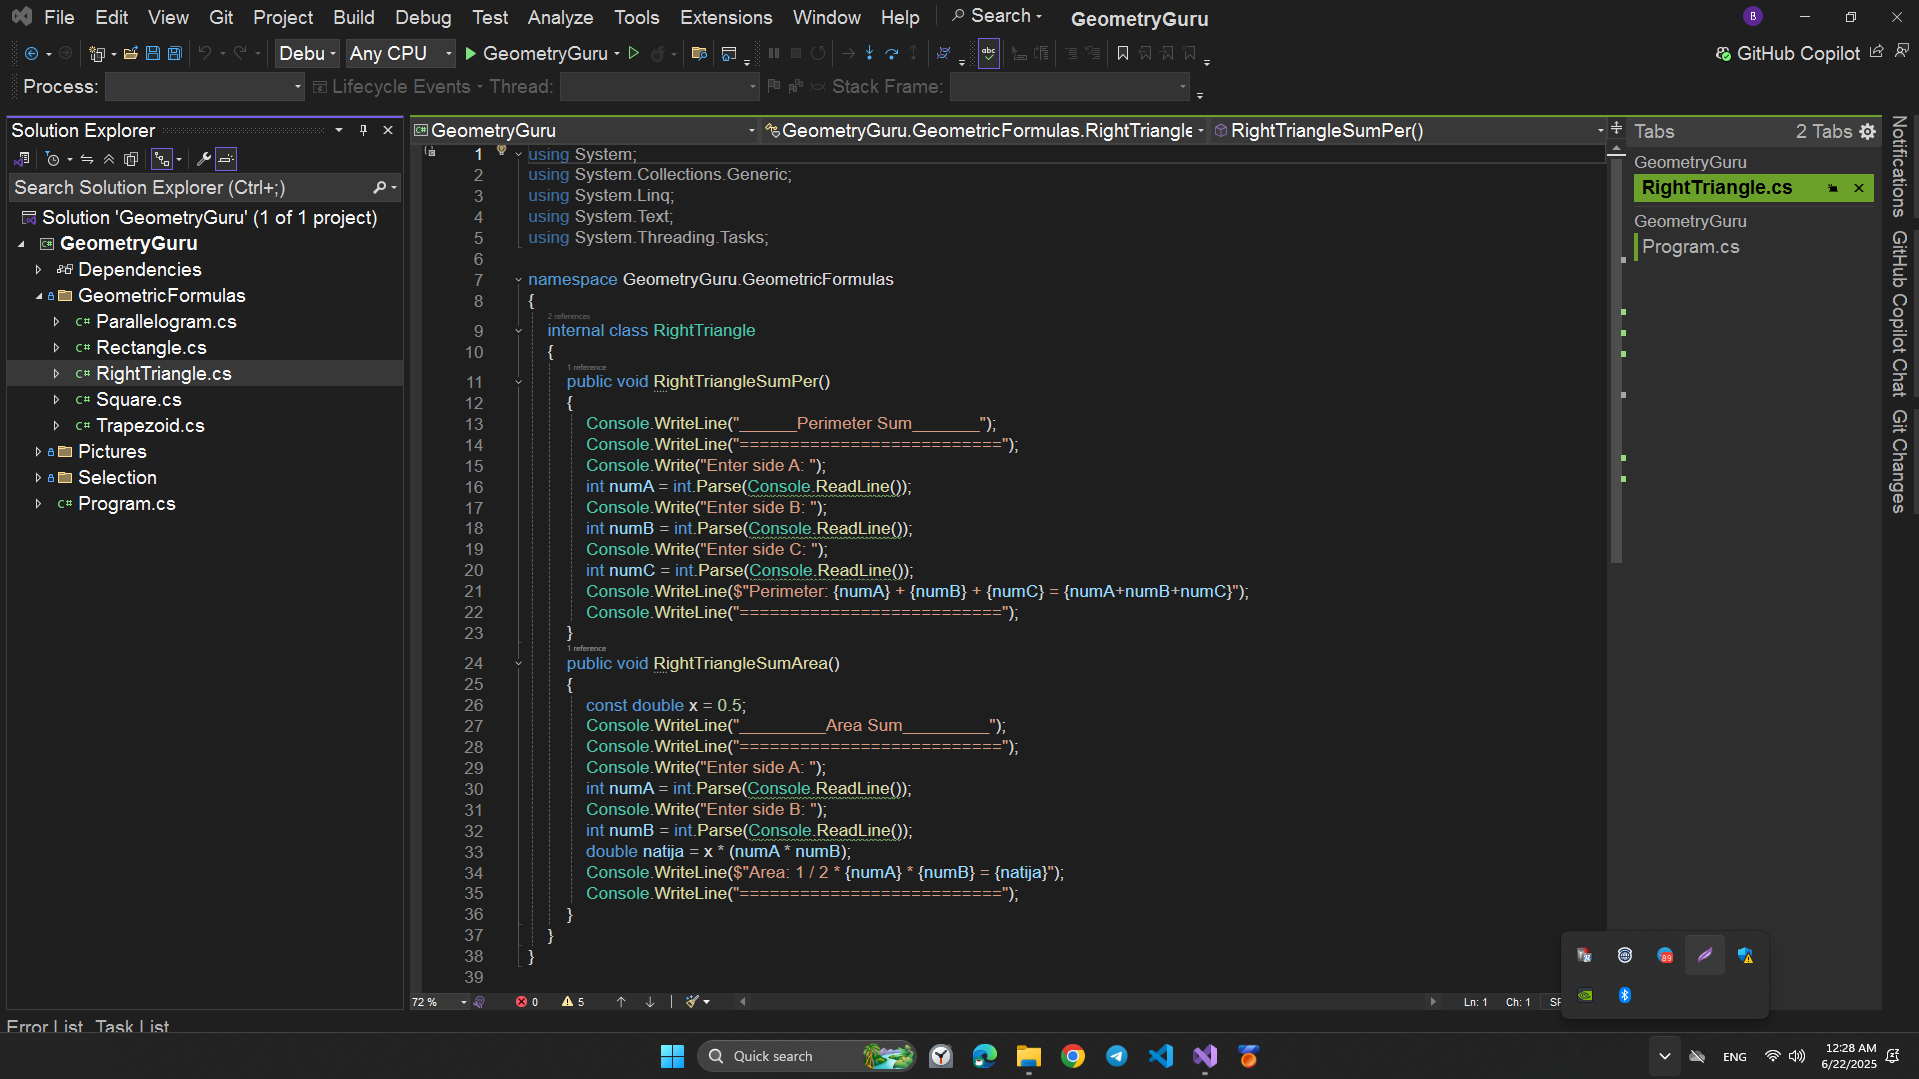 File Edit View Git Project Build Debug Test Analyze Tools Extensions Window Help Search GeometryGuru
Debu Any CPU GeometryGuru GitHub Copilot
Process: Lifecycle Events Thread: Stack Frame:
Solution Explorer
Search Solution Explorer (Ctrl+;)
Solution 'GeometryGuru' (1 of 1 project)
GeometryGuru
Dependencies
GeometricFormulas
C# Parallelogram.cs
C# Rectangle.cs
C# RightTriangle.cs
C# Square.cs
C# Trapezoid.cs
Pictures
Selection
C# Program.cs
GeometryGuru GeometryGuru.GeometricFormulas.RightTriangle RightTriangleSumPer()
1 using System;
2 using System.Collections.Generic;
3 using System.Linq;
4 using System.Text;
5 using System.Threading.Tasks;
6
7 namespace GeometryGuru.GeometricFormulas
8 {
2 references
9 internal class RightTriangle
10 {
1 reference
11 public void RightTriangleSumPer()
12 {
13 Console.WriteLine("______Perimeter Sum_______");
14 Console.WriteLine("==========================");
15 Console.Write("Enter side A: ");
16 int numA = int.Parse(Console.ReadLine());
17 Console.Write("Enter side B: ");
18 int numB = int.Parse(Console.ReadLine());
19 Console.Write("Enter side C: ");
20 int numC = int.Parse(Console.ReadLine());
21 Console.WriteLine($"Perimeter: {numA} + {numB} + {numC} = {numA+numB+numC}");
22 Console.WriteLine("==========================");
23 }
1 reference
24 public void RightTriangleSumArea()
25 {
26 const double x = 0.5;
27 Console.WriteLine("_________Area Sum_________");
28 Console.WriteLine("==========================");
29 Console.Write("Enter side A: ");
30 int numA = int.Parse(Console.ReadLine());
31 Console.Write("Enter side B: ");
32 int numB = int.Parse(Console.ReadLine());
33 double natija = x * (numA * numB);
34 Console.WriteLine($"Area: 1 / 2 * {numA} * {numB} = {natija}");
35 Console.WriteLine("==========================");
36 }
37 }
38 }
39
72 % 0 5 Ln: 1 Ch: 1 SP
Tabs 2 Tabs
GeometryGuru
RightTriangle.cs
GeometryGuru
Program.cs
Notifications
GitHub Copilot Chat
Git Changes
Error List Task List
89
Quick search
ENG
12:28 AM
6/22/2025